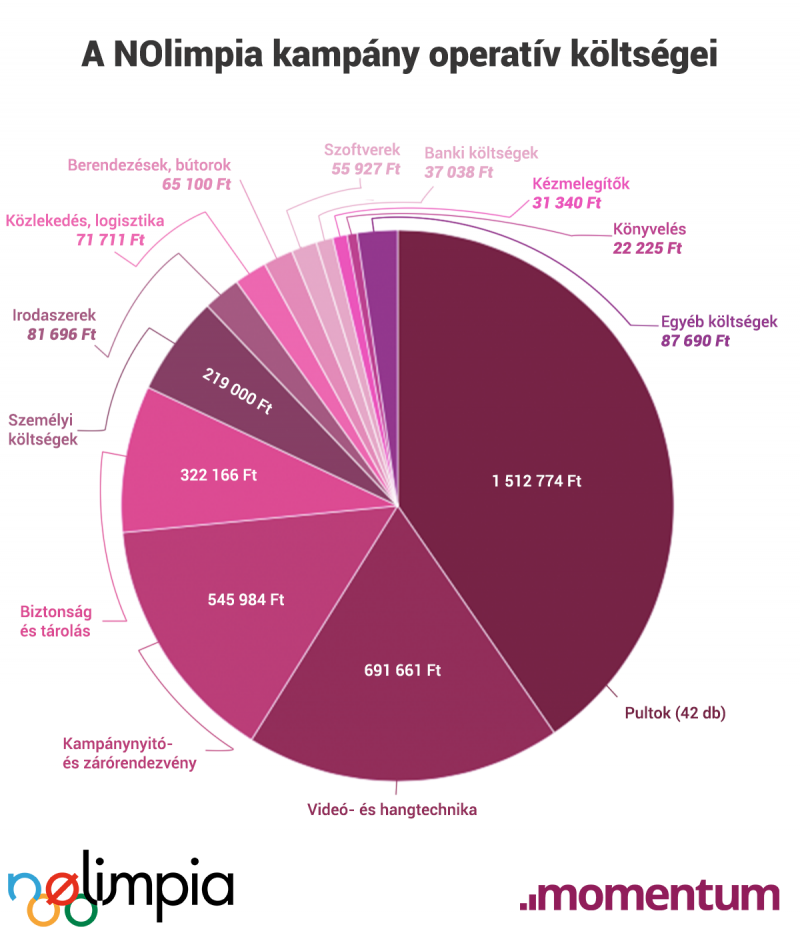 A NOlimpia kampány operatív költségei
Szoftverek
55 927 Ft
Banki költségek
37 038 Ft
Berendezések, bútorok
65 100 Ft
Kézmelegítők
31 340 Ft
Közlekedés, logisztika
71 711 Ft
Könyvelés
22 225 Ft
Irodaszerek
81 696 Ft
Egyéb költségek
87 690 Ft
219 000 Ft
Személyi
költségek
322 166 Ft
1 512 774 Ft
545 984 Ft
Biztonság
és tárolás
691 661 Ft
Pultok (42 db)
Kampánynyitó-
és zárórendezvény
Videó- és hangtechnika
nolimpia
momentum